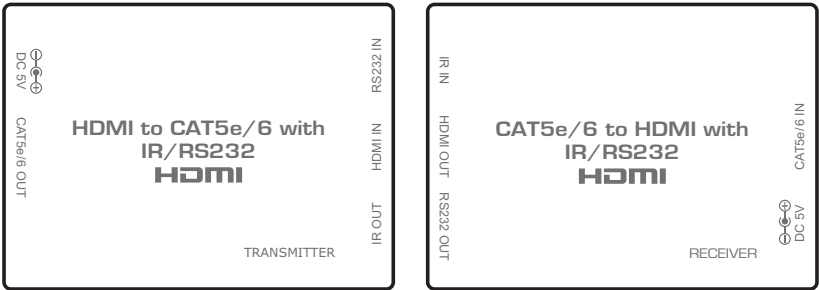 DC 5V
CAT5e/6 OUT
HDMI to CAT5e/6 with
IR/RS232
HDMI
RS232 IN
HDMI IN
IR OUT
TRANSMITTER
IR IN
HDMI OUT
RS232 OUT
CAT5e/6 to HDMI with
IR/RS232
HDMI
CAT5e/6 IN
DC 5V
RECEIVER